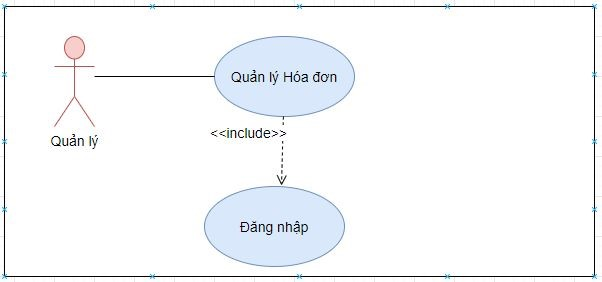 Quản lý Hóa đơn
<<include>>
Quản lý
Đăng nhập